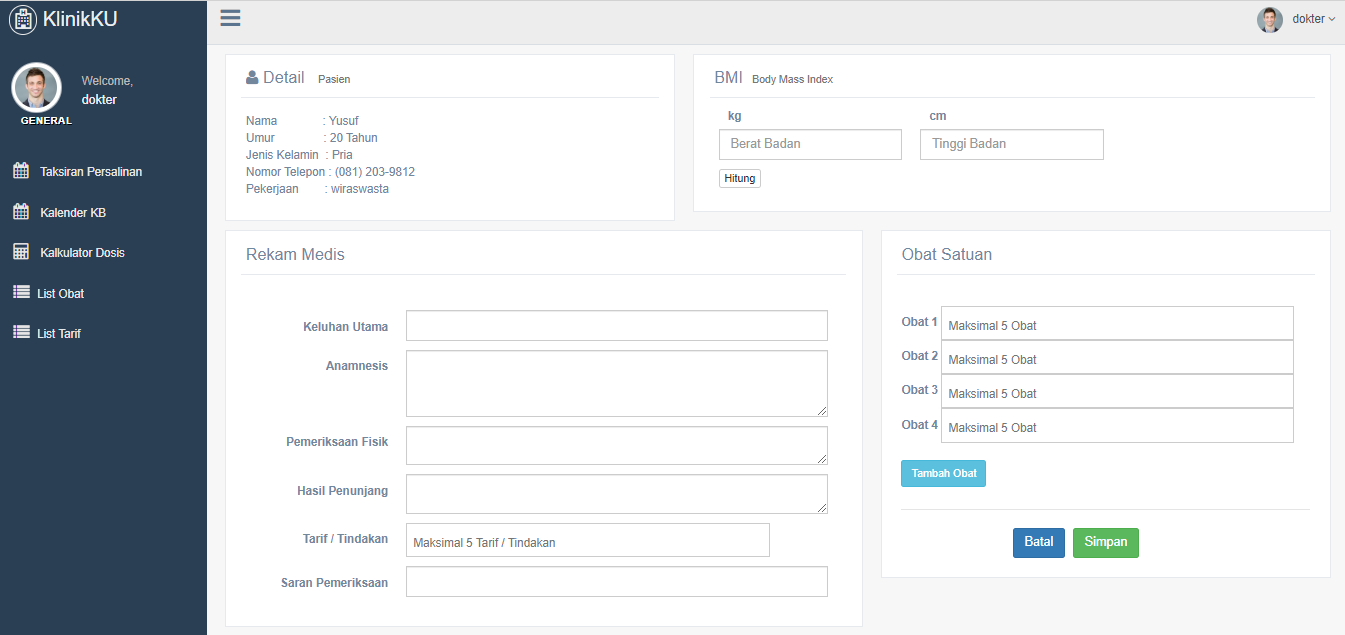 KlinikKU
dokter
Welcome,
dokter
GENERAL
Taksiran Persalinan
Kalender KB
Kalkulator Dosis
List Obat
List Tarif
Detail Pasien
Nama : Yusuf
Umur : 20 Tahun
Jenis Kelamin : Pria
Nomor Telepon : (081) 203-9812
Pekerjaan : wiraswasta
BMI Body Mass Index
kg cm
Berat Badan Tinggi Badan
Hitung
Rekam Medis
Keluhan Utama
Anamnesis
Pemeriksaan Fisik
Hasil Penunjang
Tarif / Tindakan Maksimal 5 Tarif / Tindakan
Saran Pemeriksaan
Obat Satuan
Obat 1 Maksimal 5 Obat
Obat 2 Maksimal 5 Obat
Obat 3 Maksimal 5 Obat
Obat 4 Maksimal 5 Obat
Tambah Obat
Batal Simpan